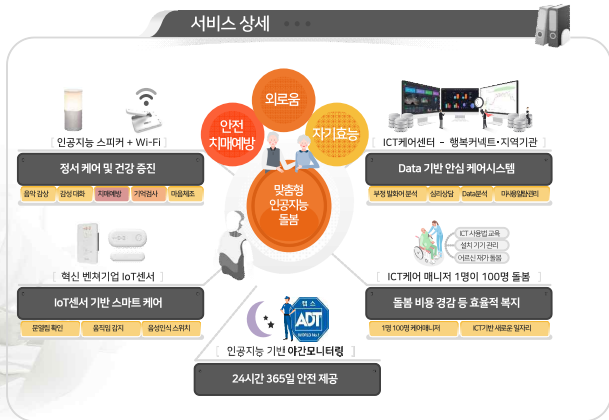 서비스 상세
외로움
안전
치매예방
자기효능
맞춤형
인공지능
돌봄
[ 인공지능 스피커 + Wi-Fi ]
정서 케어 및 건강 증진
음악 감상
감성 대화
치매예방
기억검사
마음체조
[ ICT케어센터 - 행복커넥트·지역기관 ]
Data 기반 안심 케어시스템
부정 발화어 분석
심리상담
Data분석
미사용알람관리
[ 혁신 벤쳐기업 IoT센서 ]
IoT센서 기반 스마트 케어
문열림 확인
움직임 감지
음성인식 스위치
ICT 사용법 교육
설치 기기 관리
어르신 재가 돌봄
[ ICT케어 매니저 1명이 100명 돌봄 ]
돌봄 비용 경감 등 효율적 복지
1명 100명 케어매니저
ICT기반 새로운 일자리
캡스
ADT
[ 인공지능 기반 야간모니터링 ]
24시간 365일 안전 제공